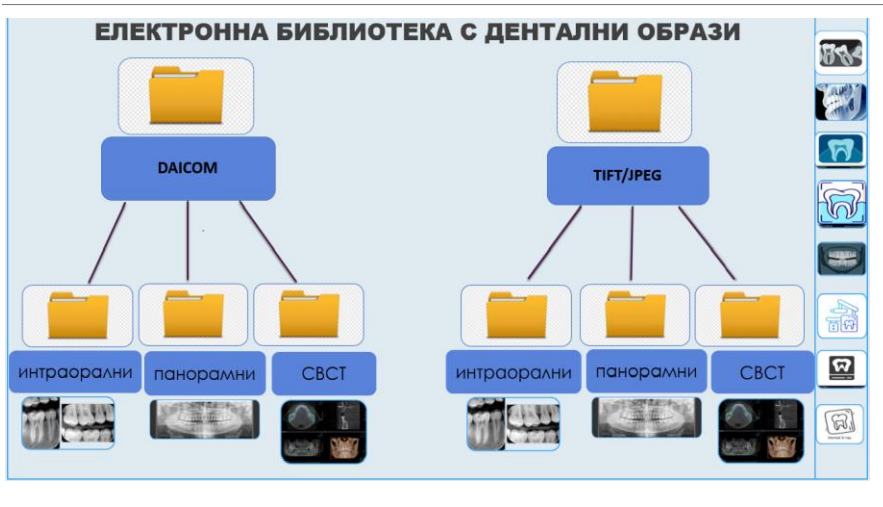 ЕЛЕКТРОННА БИБЛИОТЕКА С ДЕНТАЛНИ ОБРАЗИ
DAICOM
TIFT/JPEG
интраорални
панорамни
CBCT
интраорални
панорамни
CBCT